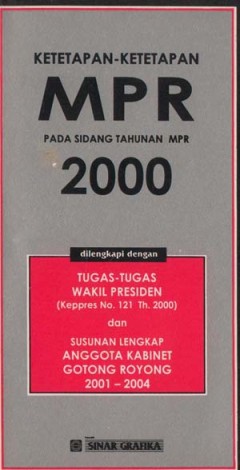 KETETAPAN-KETETAPAN
MPR
PADA SIDANG TAHUNAN MPR
2000
dilengkapi dengan
TUGAS-TUGAS
WAKIL PRESIDEN
(Keppres No. 121 Th. 2000)
dan
SUSUNAN LENGKAP
ANGGOTA KABINET
GOTONG ROYONG
2001 – 2004
SINAR GRAFIKA